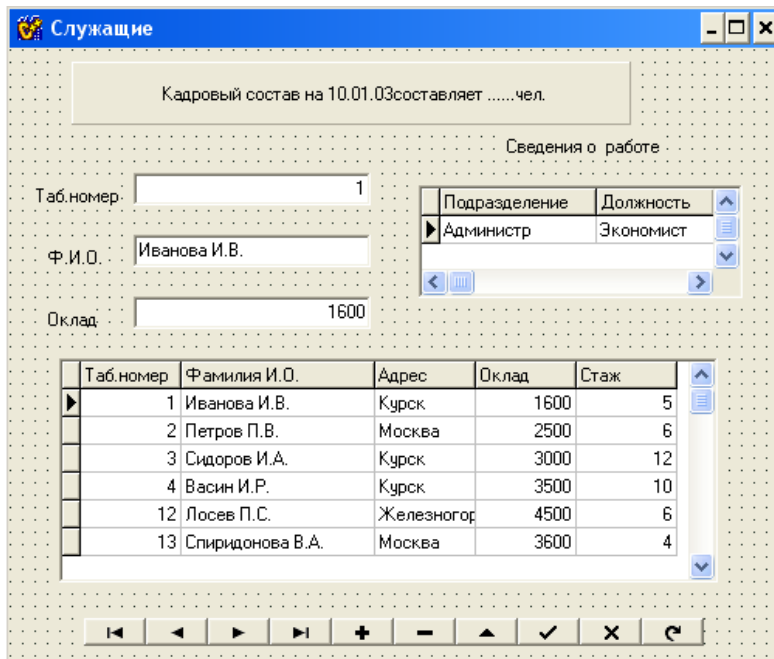 Служащие
Кадровый состав на 10.01.03составляет ......чел.
Сведения о работе
Таб.номер 1
Подразделение Должность
Администр Экономист
Ф.И.О. Иванова И.В.
Оклад 1600
Таб.номер Фамилия И.О. Адрес Оклад Стаж
1 Иванова И.В. Курск 1600 5
2 Петров П.В. Москва 2500 6
3 Сидоров И.А. Курск 3000 12
4 Васин И.Р. Курск 3500 10
12 Лосев П.С. Железногор 4500 6
13 Спиридонова В.А. Москва 3600 4